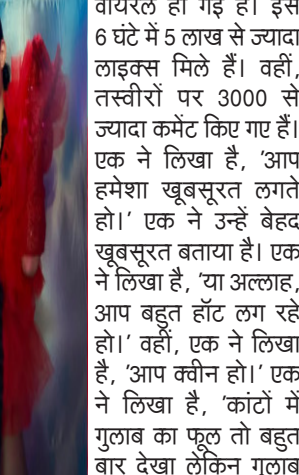 वायरल हो गई हैं। इसे
6 घंटे में 5 लाख से ज्यादा
लाइक्स मिले हैं। वहीं,
तस्वीरों पर 3000 से
ज्यादा कमेंट किए गए हैं।
एक ने लिखा है, 'आप
हमेशा खूबसूरत लगते
हो।' एक ने उन्हें बेहद
खूबसूरत बताया है। एक
ने लिखा है, 'या अल्लाह,
आप बहुत हॉट लग रहे
हो।' वहीं, एक ने लिखा
है, 'आप क्वीन हो।' एक
ने लिखा है, 'कांटों में
गुलाब का फूल तो बहुत
बार देखा लेकिन गुलाब